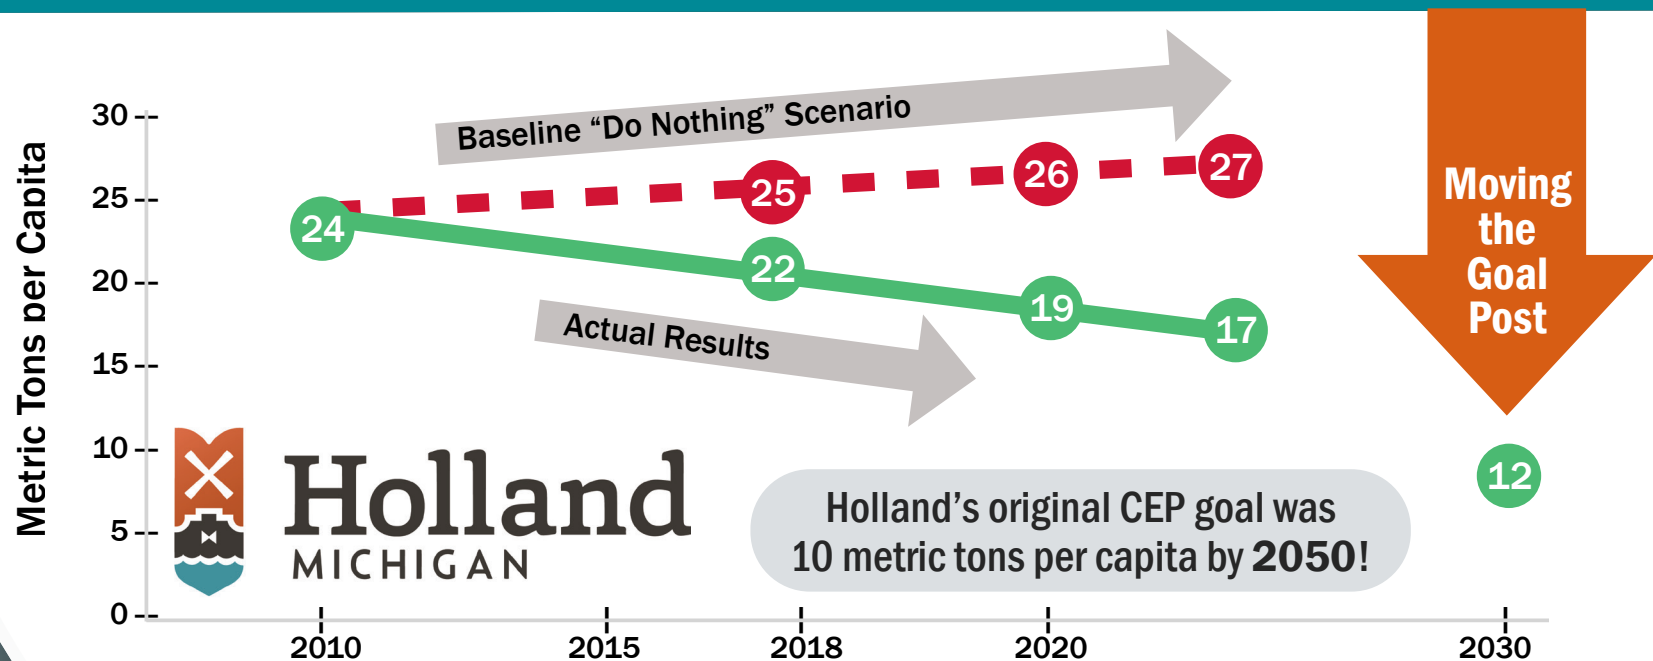 Metric Tons per Capita
30
25
20
15
10
5
0
Baseline “Do Nothing” Scenario
24
25
26
27
22
19
17
Actual Results
Moving
the
Goal
Post
12
Holland
MICHIGAN
Holland’s original CEP goal was
10 metric tons per capita by 2050!
2010
2015
2018
2020
2030